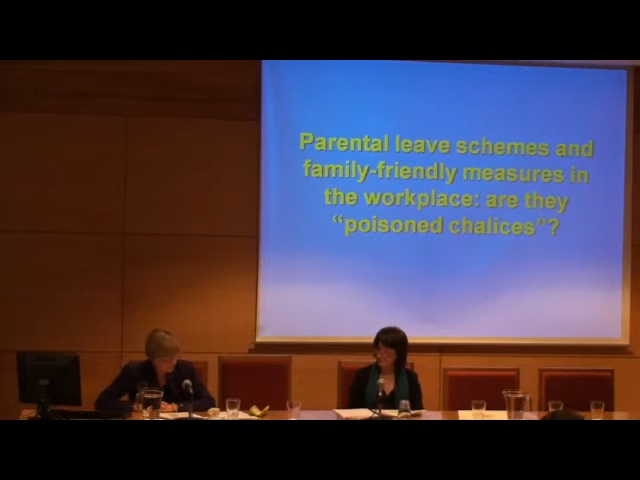 Parental leave schemes and
family-friendly measures in
the workplace: are they
“poisoned chalices”?